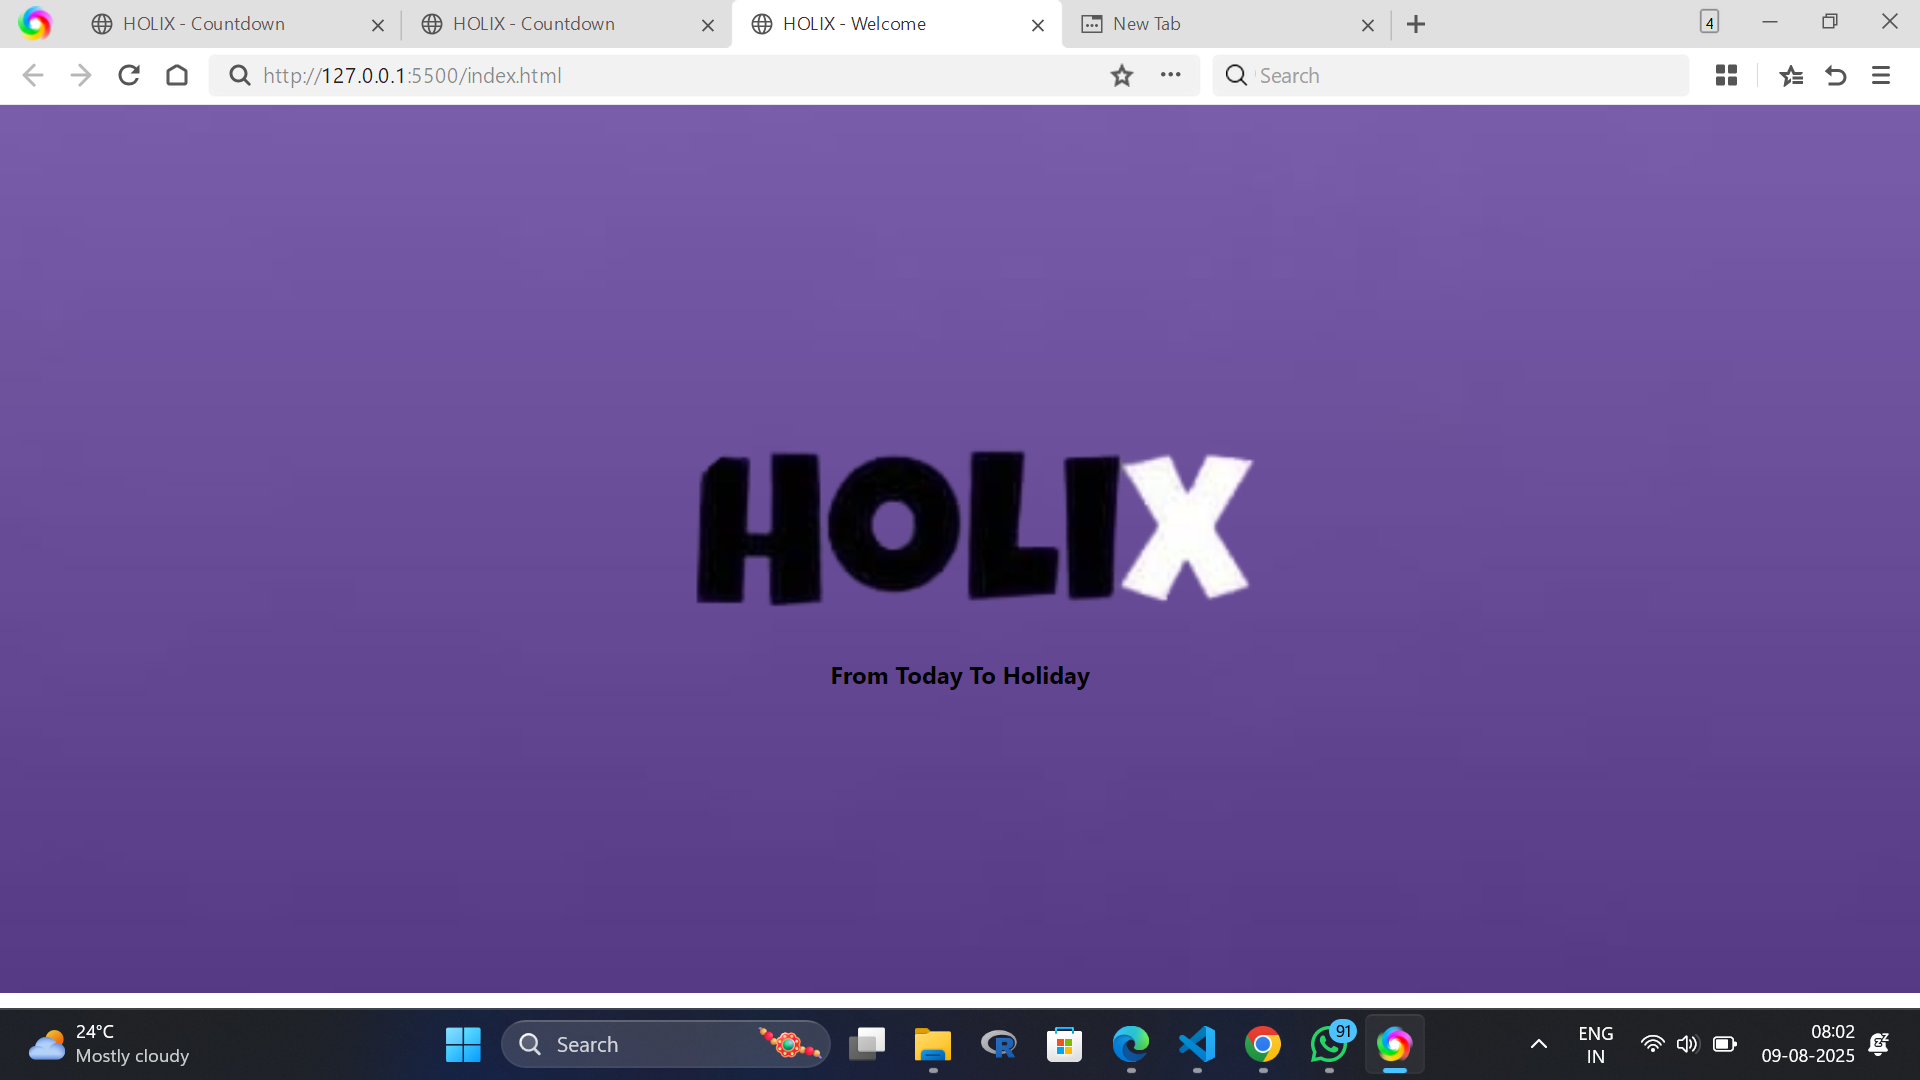 HOLIX - Countdown
HOLIX - Countdown
HOLIX - Welcome
New Tab
4
http://127.0.0.1:5500/index.html
Search
HOLIX
From Today To Holiday
24°C
Mostly cloudy
Search
91
ENG
IN
08:02
09-08-2025